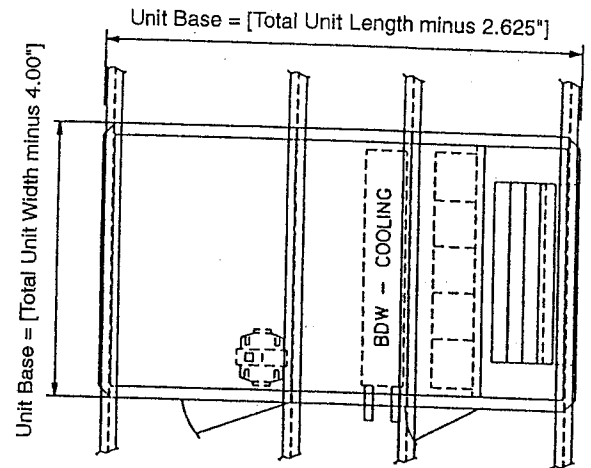 Unit Base = [Total Unit Length minus 2.625"]
Unit Base = [Total Unit Width minus 4.00"]
BDW - COOLING